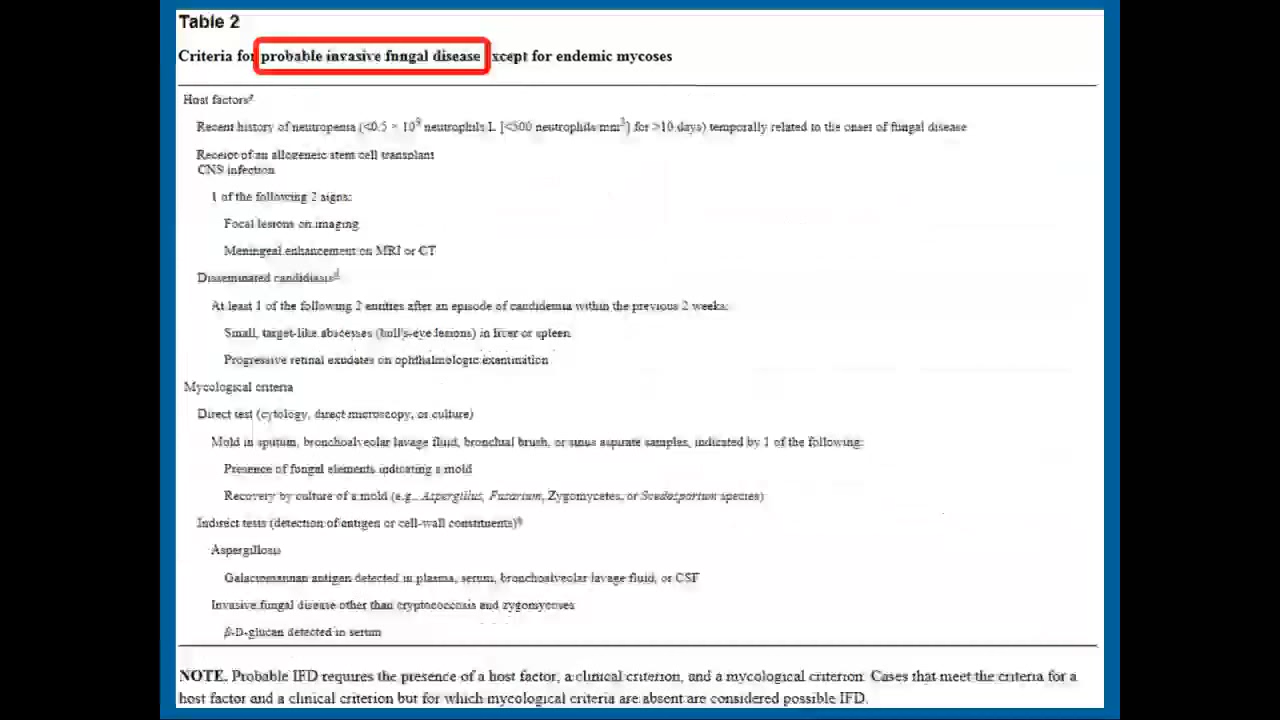 Table 2
Criteria for probable invasive fungal disease xcept for endemic mycoses
Host factorsa
Recent history of neutropenia (<0.5 × 10⁹ neutrophils/L [<500 neutrophils/mm³] for >10 days) temporally related to the onset of fungal disease
Receipt of an allogeneic stem cell transplant
CNS infection
1 of the following 2 signs:
Focal lesions on imaging
Meningeal enhancement on MRI or CT
Disseminated candidiasisd
At least 1 of the following 2 entities after an episode of candidemia within the previous 2 weeks:
Small, target-like abscesses (bull's-eye lesions) in liver or spleen
Progressive retinal exudates on ophthalmologic examination
Mycological criteria
Direct test (cytology, direct microscopy, or culture)
Mold in sputum, bronchoalveolar lavage fluid, bronchial brush, or sinus aspirate samples, indicated by 1 of the following:
Presence of fungal elements indicating a mold
Recovery by culture of a mold (e.g., Aspergillus, Fusarium, Zygomycetes, or Scedosporium species)
Indirect tests (detection of antigen or cell-wall constituents)e
Aspergillosis
Galactomannan antigen detected in plasma, serum, bronchoalveolar lavage fluid, or CSF
Invasive fungal disease other than cryptococcosis and zygomycoses
β-D-glucan detected in serum
NOTE. Probable IFD requires the presence of a host factor, a clinical criterion, and a mycological criterion. Cases that meet the criteria for a
host factor and a clinical criterion but for which mycological criteria are absent are considered possible IFD.